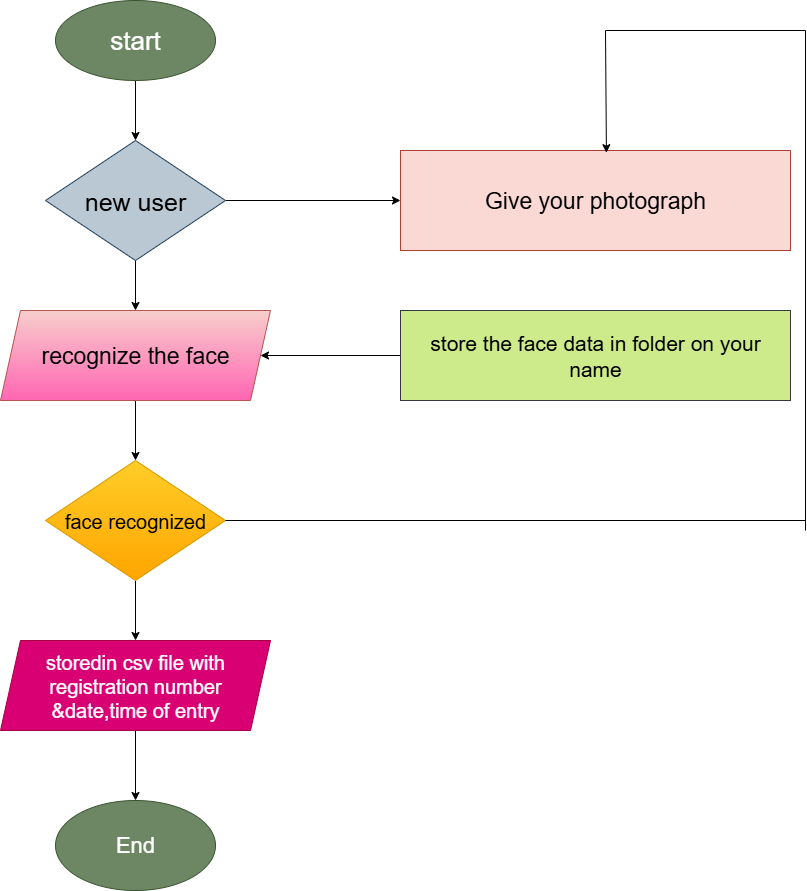 start
new user
Give your photograph
recognize the face
store the face data in folder on your
name
face recognized
storedin csv file with
registration number
&date,time of entry
End